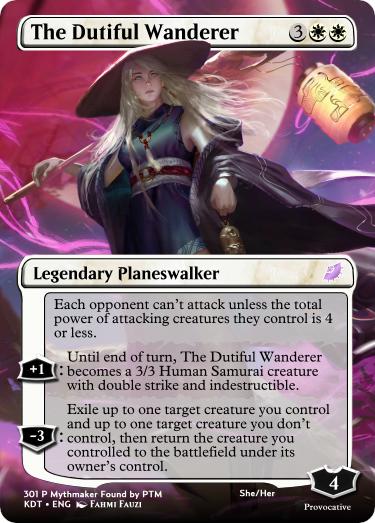 The Dutiful Wanderer 3
Legendary Planeswalker
Each opponent can't attack unless the total
power of attacking creatures they control is 4
or less.
+1: Until end of turn, The Dutiful Wanderer
becomes a 3/3 Human Samurai creature
with double strike and indestructible.
-3: Exile up to one target creature you control
and up to one target creature you don't
control, then return the creature you
controlled to the battlefield under its
owner's control.
4
301 P Mythmaker Found by PTM
She/Her
KDT • ENG Fahmi Fauzi
Provocative